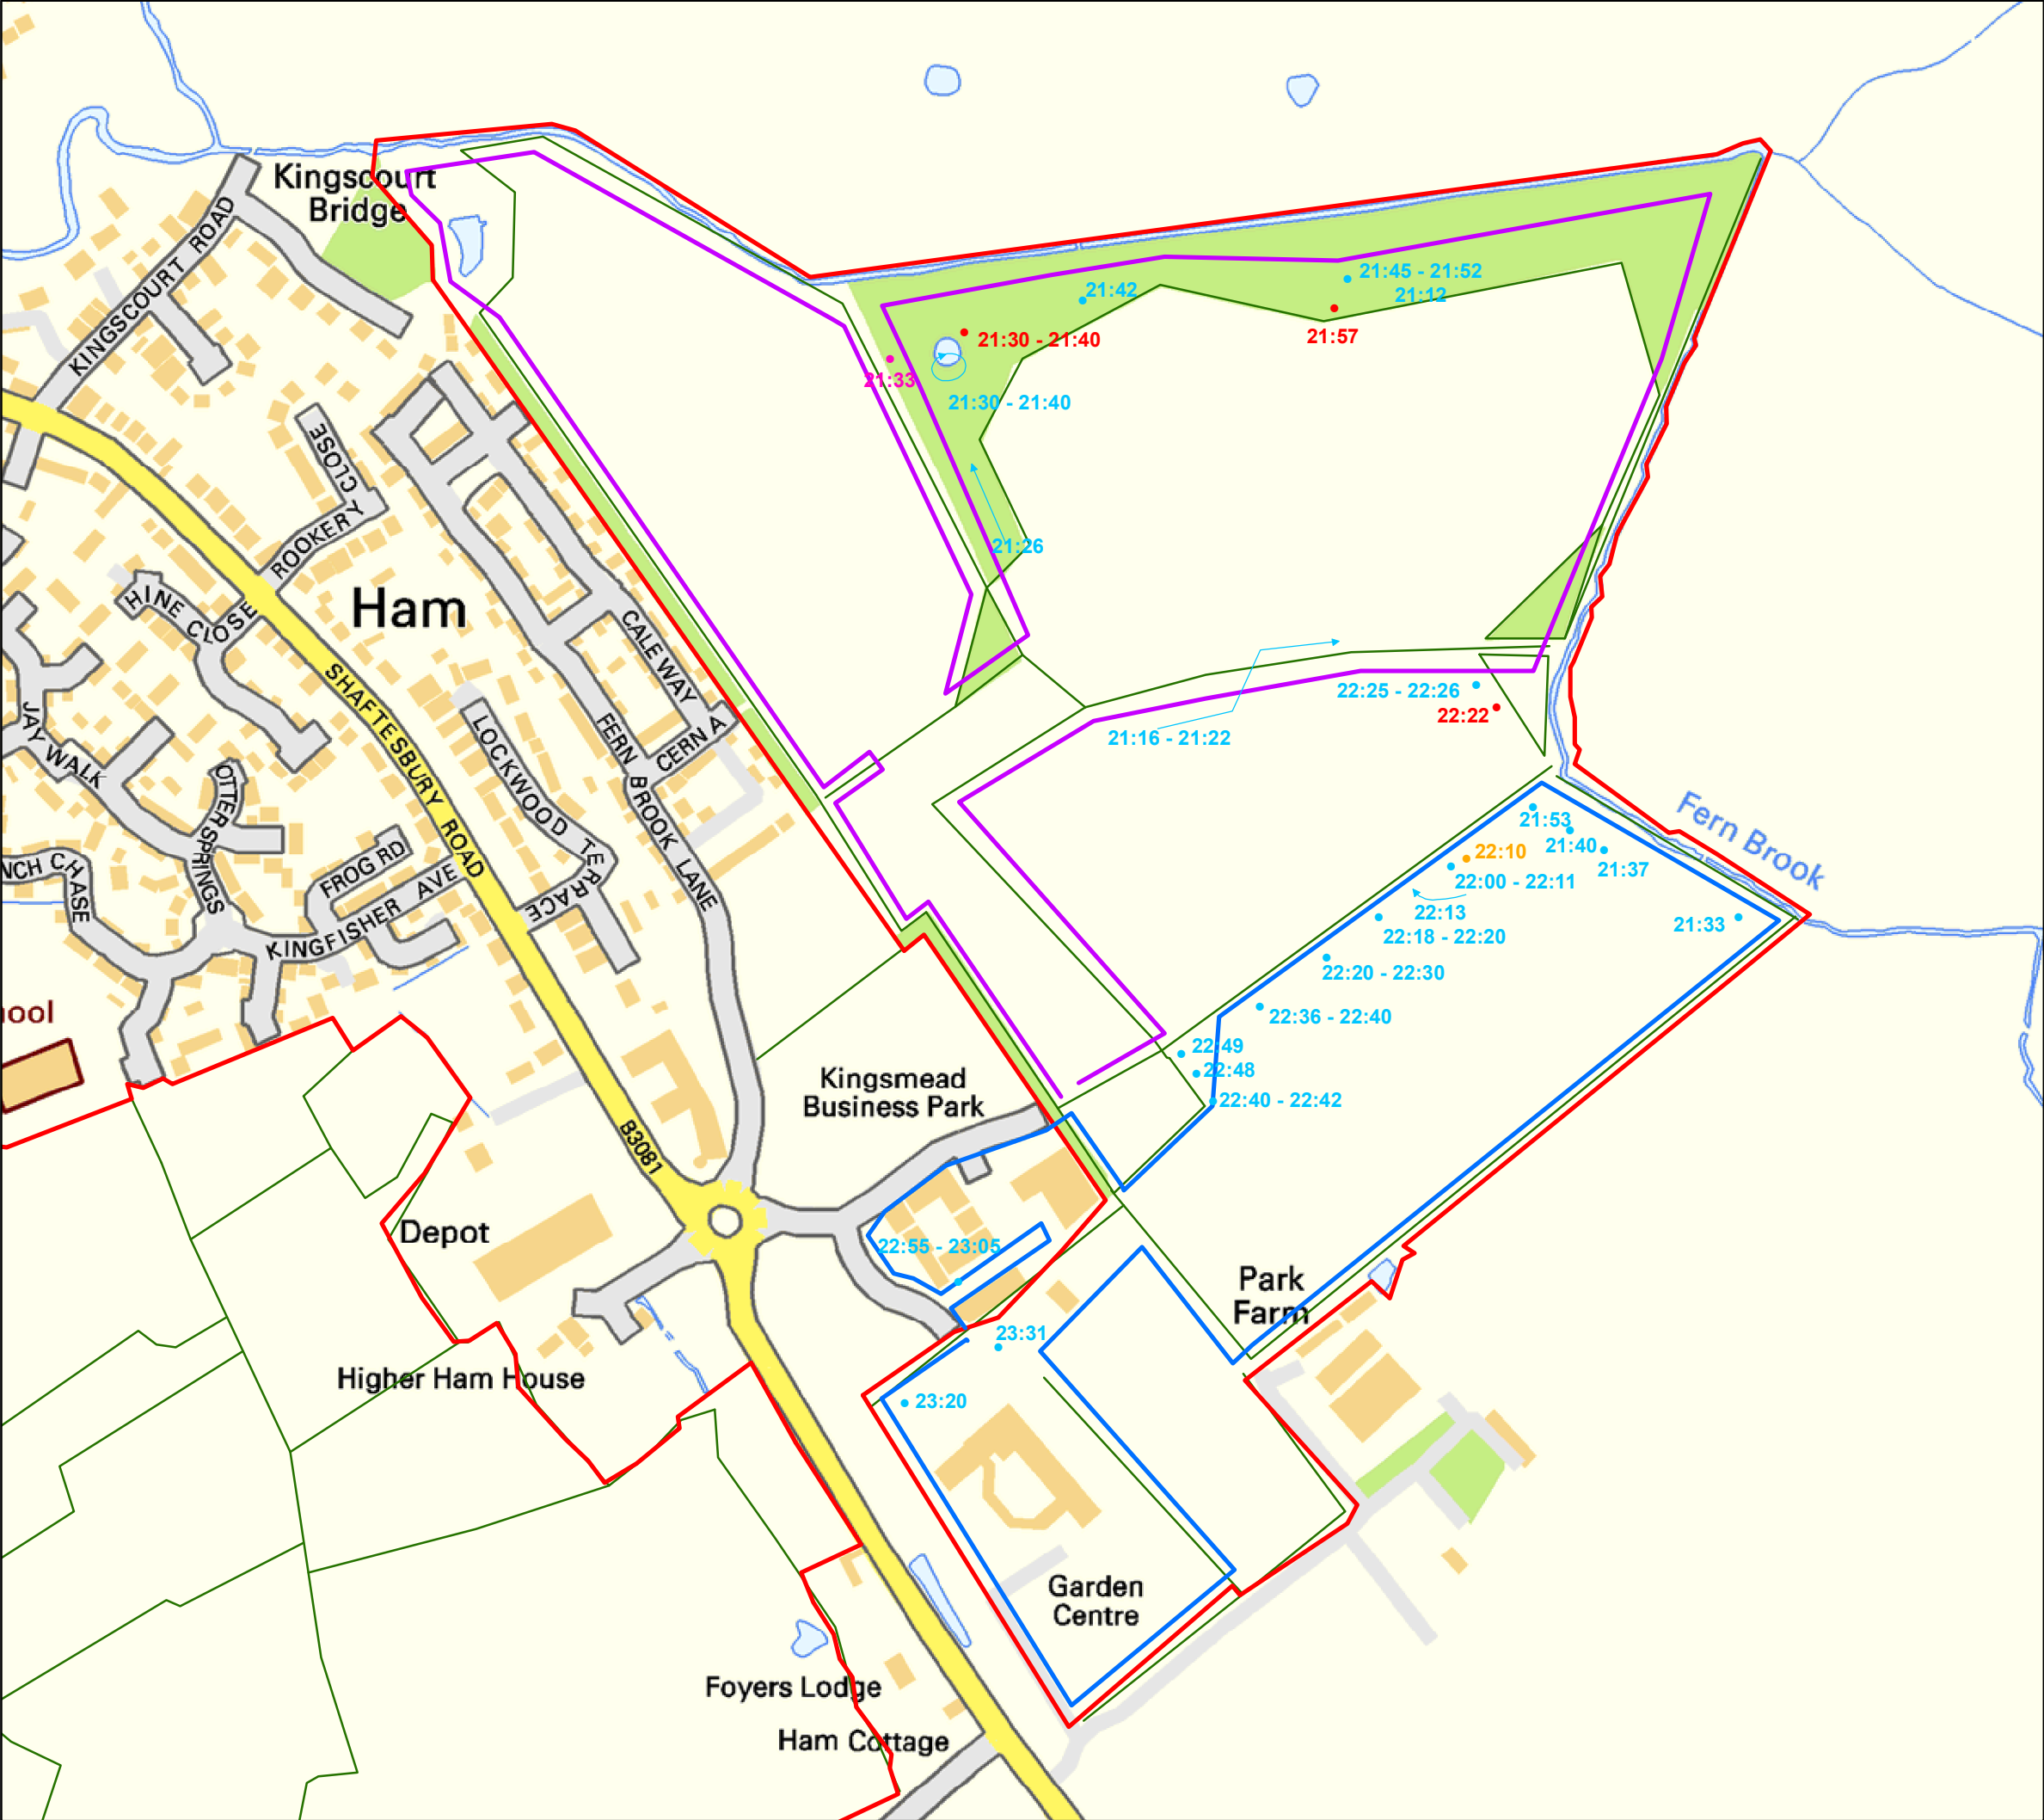 Kingscourt
Bridge
KINGSCOURT ROAD
21:45 - 21:52
21:12
21:42
21:57
21:30 - 21:40
21:33
21:30 - 21:40
ROOKERY
CLOSE
21:26
HINE CLOSE
Ham
CALE WAY
SHAFTESBURY ROAD
LOCKWOOD TERRACE
FERN BROOK LANE
CERN A
JAY WALK
OTTERSPRINGS
22:25 - 22:26
22:22
21:16 - 21:22
Fern Brook
21:53
21:40
22:10
21:37
22:00 - 22:11
22:13
21:33
22:18 - 22:20
22:20 - 22:30
22:36 - 22:40
NCH CHASE
FROG RD
KINGFISHER AVE
ool
22:49
22:48
22:40 - 22:42
Kingsmead
Business Park
B3081
Depot
22:55 - 23:05
Park
Farm
23:31
Higher Ham House
23:20
Garden
Centre
Foyers Lodge
Ham Cottage